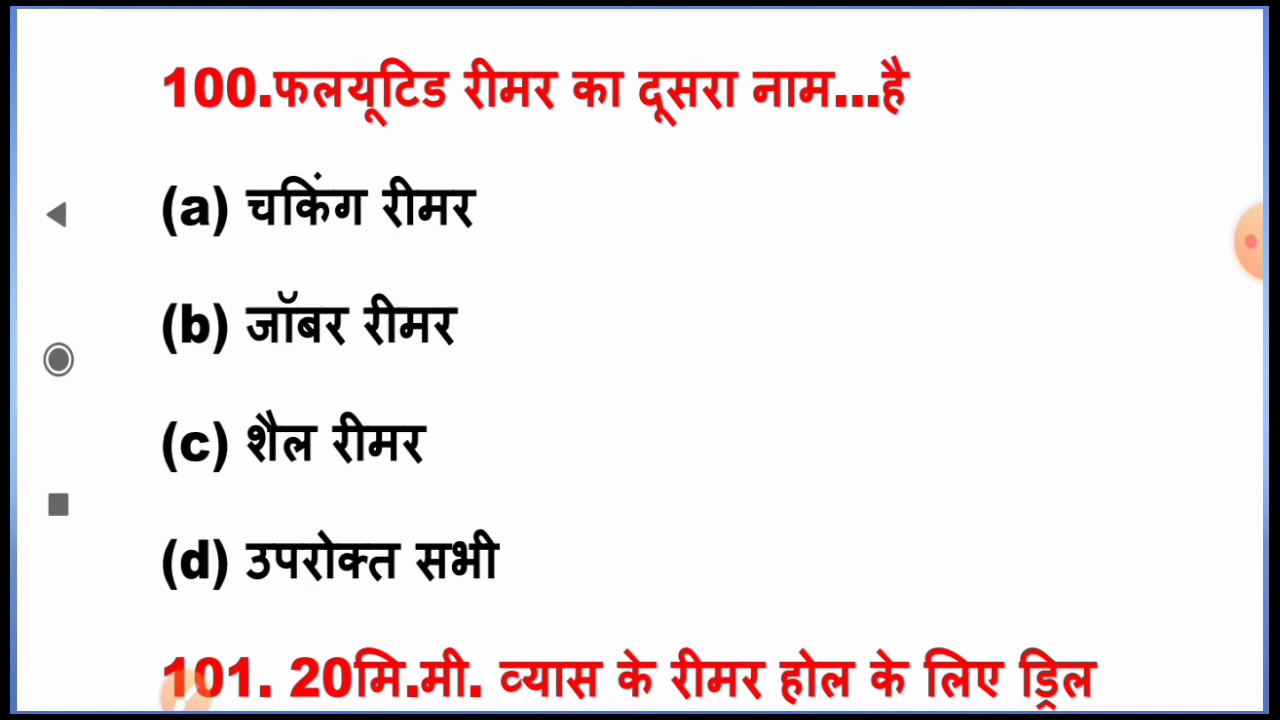 100.फलयूटिड रीमर का दूसरा नाम...है
(a) चकिंग रीमर
(b) जॉबर रीमर
(c) शैल रीमर
(d) उपरोक्त सभी
101. 20मि.मी. व्यास के रीमर होल के लिए ड्रिल